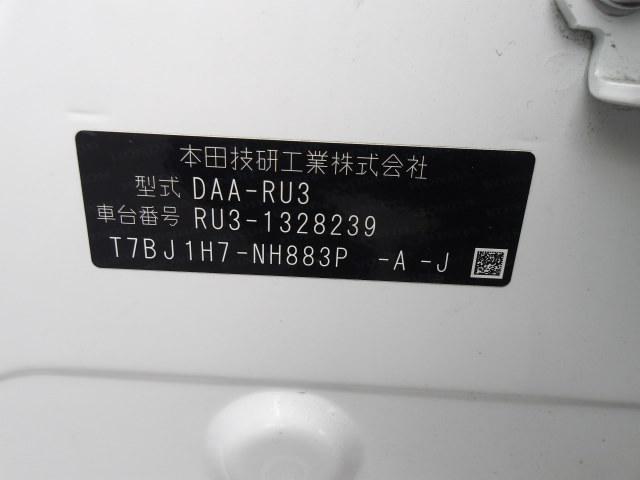 本田技研工業株式会社
型式 DAA-RU3
車台番号 RU3-1328239
T7BJ1H7-NH883P -A -J